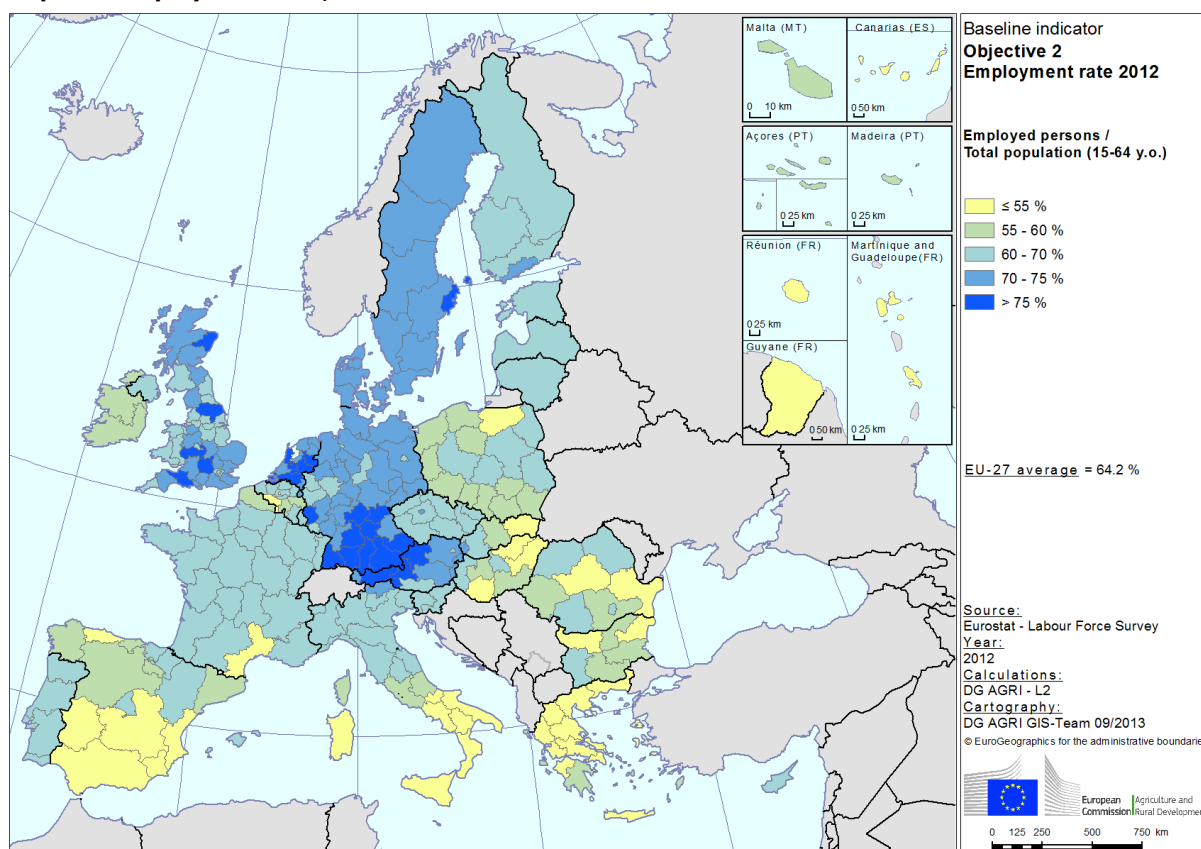 Malta (MT)
0 10 km
Canarias (ES)
0 50 km
Açores (PT)
0 25 km
Madeira (PT)
0 25 km
Réunion (FR)
0 25
Martinique and
Guadeloupe(FR)
0 25 km
Guyane (FR)
0 50 km
Baseline indicator
Objective 2
Employment rate 2012
Employed persons /
Total population (15-64 y.o.)
≤ 55 %
55 - 60 %
60 - 70 %
70 - 75 %
> 75 %
EU-27 average = 64.2 %
Source:
Eurostat - Labour Force Survey
Year:
2012
Calculations:
DG AGRI - L2
Cartography:
DG AGRI GIS-Team 09/2013
© EuroGeographics for the administrative boundarie
European
Commission
Agriculture and
Rural Developme
0 125 250 500 750 km